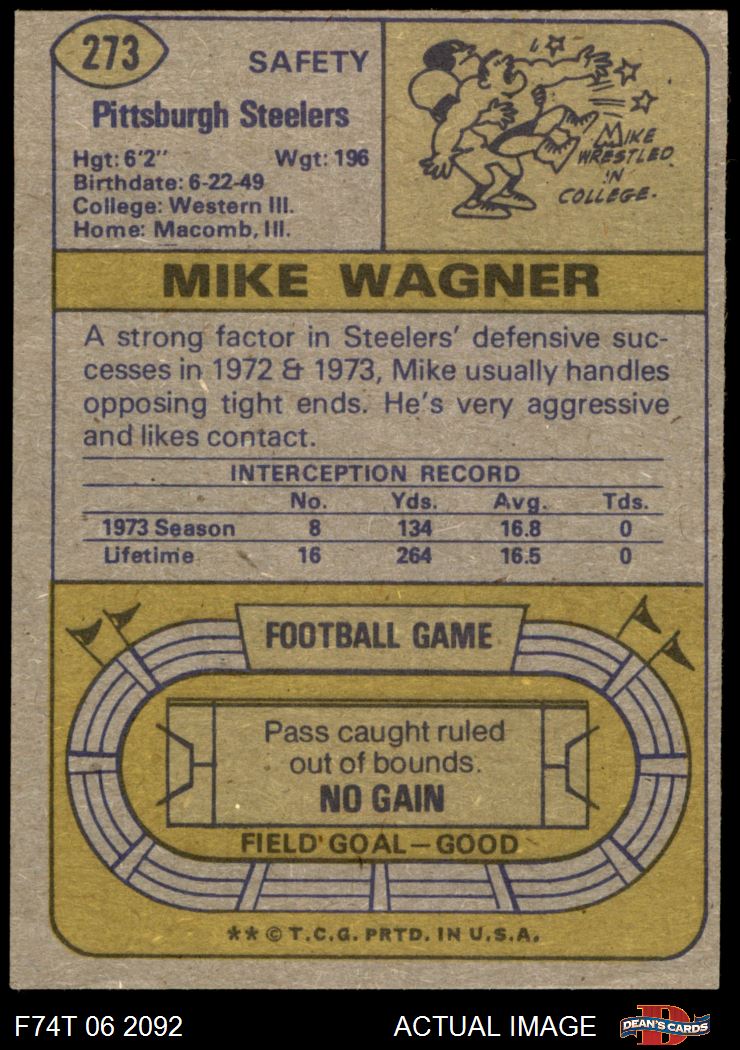 273
SAFETY
Pittsburgh Steelers
Hgt: 6'2" Wgt: 196
Birthdate: 6-22-49
College: Western Ill.
Home: Macomb, Ill.
MIKE
WRESTLED
IN
COLLEGE.
MIKE WAGNER
A strong factor in Steelers' defensive suc-
cesses in 1972 & 1973, Mike usually handles
opposing tight ends. He's very aggressive
and likes contact.
INTERCEPTION RECORD
No. Yds. Avg. Tds.
1973 Season 8 134 16.8 0
Lifetime 16 264 16.5 0
FOOTBALL GAME
Pass caught ruled
out of bounds.
NO GAIN
FIELD GOAL—GOOD
** © T.C.G. PRTD. IN U.S.A.
F74T 06 2092 ACTUAL IMAGE
D
DEAN'S CARDS